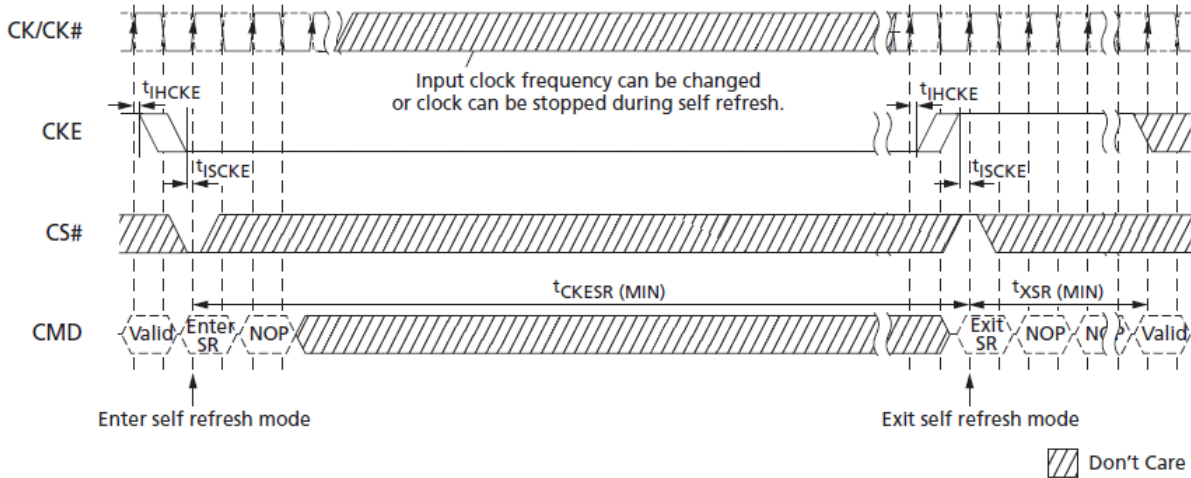 CK/CK#
Input clock frequency can be changed
or clock can be stopped during self refresh.
tIHCKE
tIHCKE
CKE
tISCKE
tISCKE
CS#
tCKESR (MIN)
tXSR (MIN)
CMD
Valid
Enter
SR
NOP
Exit
SR
NOP
Valid
Enter self refresh mode
Exit self refresh mode
Don't Care